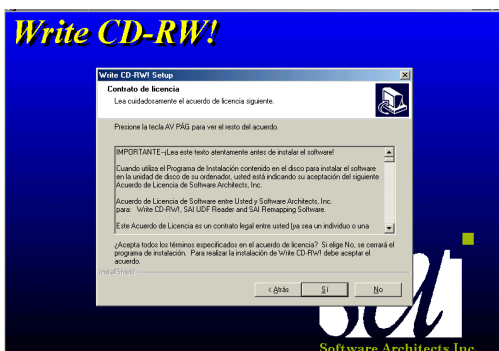 Write CD-RW!
Write CD-RW! Setup
Contrato de licencia
Lea cuidadosamente el acuerdo de licencia siguiente.
Presione la tecla AV PÁG para ver el resto del acuerdo.
IMPORTANTE-¡Lea este texto atentamente antes de instalar el software!
Cuando utiliza el Programa de Instalación contenido en el disco para instalar el software
en la unidad de disco de su ordenador, usted está indicando su aceptación del siguiente
Acuerdo de Licencia de Software Architects, Inc.
Acuerdo de Licencia de Software entre Usted y Software Architects, Inc.
para: Write CD-RW!, SAI UDF Reader and SAI Remapping Software.
Este Acuerdo de Licencia es un contrato legal entre usted (ya sea un individuo o una
¿Acepta todos los términos especificados en el acuerdo de licencia? Si elige No, se cerrará el
programa de instalación. Para realizar la instalación de Write CD-RW! debe aceptar el
acuerdo.
InstallShield
< Atrás
Sí
No
sai
Software Architects Inc.